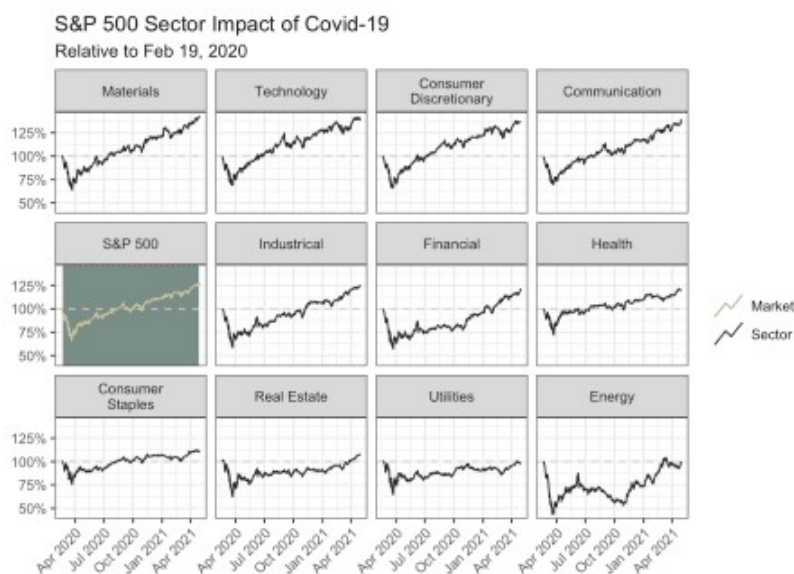 S&P 500 Sector Impact of Covid-19
Relative to Feb 19, 2020
Materials
Technology
Consumer
Discretionary
Communication
125%
100%
75%
50%
S&P 500
Industrical
Financial
Health
125%
100%
75%
50%
Market
Sector
Consumer
Staples
Real Estate
Utilities
Energy
125%
100%
75%
50%
Apr 2020
Jul 2020
Oct 2020
Jan 2021
Apr 2021
Apr 2020
Jul 2020
Oct 2020
Jan 2021
Apr 2021
Apr 2020
Jul 2020
Oct 2020
Jan 2021
Apr 2021
Apr 2020
Jul 2020
Oct 2020
Jan 2021
Apr 2021